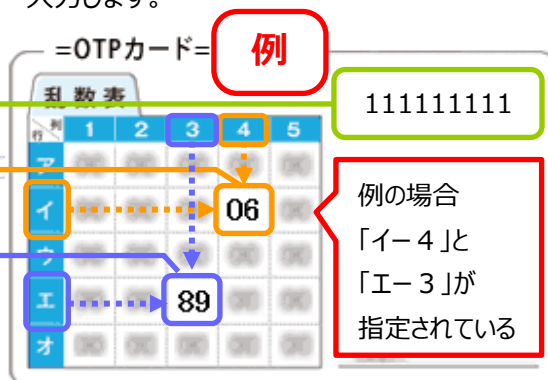 入力します。
=OTPカード=
例
乱数表
111111111
列
行
1 2 3 4 5
ア
イ 06
ウ
エ 89
オ
例の場合
「イー４」と
「エー３」が
指定されている